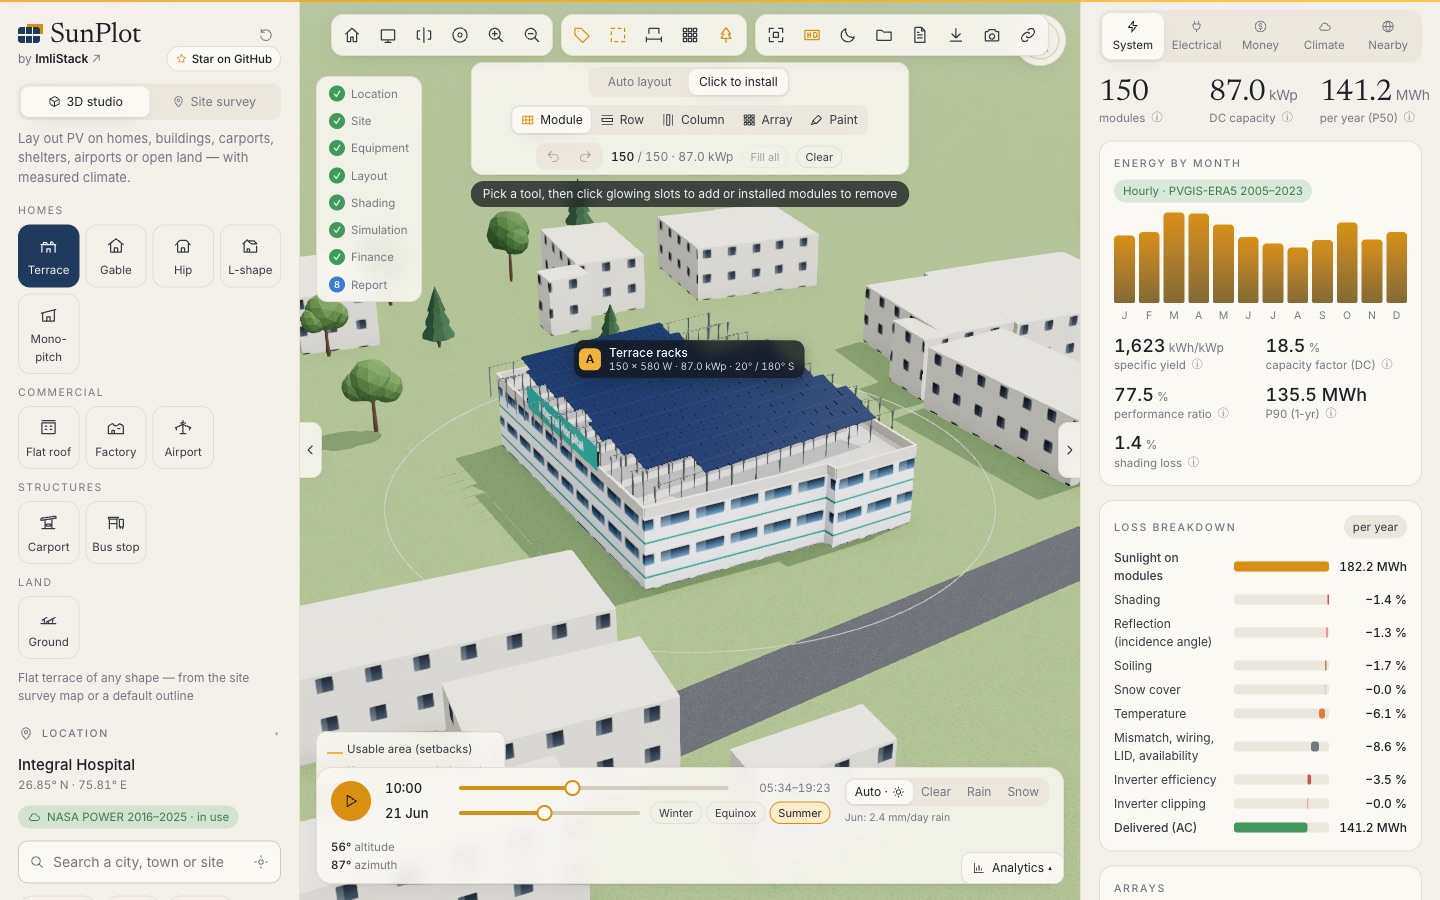 SunPlot
by ImliStack ↗
Star on GitHub
3D studio
Site survey
Lay out PV on homes, buildings, carports,
shelters, airports or open land — with
measured climate.
HOMES
Terrace
Gable
Hip
L-shape
Mono-
pitch
COMMERCIAL
Flat roof
Factory
Airport
STRUCTURES
Carport
Bus stop
LAND
Ground
Flat terrace of any shape — from the site
survey map or a default outline
LOCATION
Integral Hospital
26.85° N · 75.81° E
NASA POWER 2016–2025 · in use
Search a city, town or site
HD
Location
Site
Equipment
Layout
Shading
Simulation
Finance
8 Report
Auto layout
Click to install
Module
Row
Column
Array
Paint
150 / 150 · 87.0 kWp
Fill all
Clear
Pick a tool, then click glowing slots to add or installed modules to remove
A
Terrace racks
150 × 580 W · 87.0 kWp · 20° / 180° S
Usable area (setbacks)
10:00
05:34–19:23
21 Jun
Winter
Equinox
Summer
Auto ·
Clear
Rain
Snow
Jun: 2.4 mm/day rain
56° altitude
87° azimuth
Analytics
System
Electrical
Money
Climate
Nearby
150
modules
87.0 kWp
DC capacity
141.2 MWh
per year (P50)
ENERGY BY MONTH
Hourly · PVGIS-ERA5 2005–2023
J F M A M J J A S O N D
1,623 kWh/kWp
specific yield
18.5 %
capacity factor (DC)
77.5 %
performance ratio
135.5 MWh
P90 (1-yr)
1.4 %
shading loss
LOSS BREAKDOWN
per year
Sunlight on
modules
182.2 MWh
Shading
−1.4 %
Reflection
(incidence angle)
−1.3 %
Soiling
−1.7 %
Snow cover
−0.0 %
Temperature
−6.1 %
Mismatch, wiring,
LID, availability
−8.6 %
Inverter efficiency
−3.5 %
Inverter clipping
−0.0 %
Delivered (AC)
141.2 MWh
ARRAYS